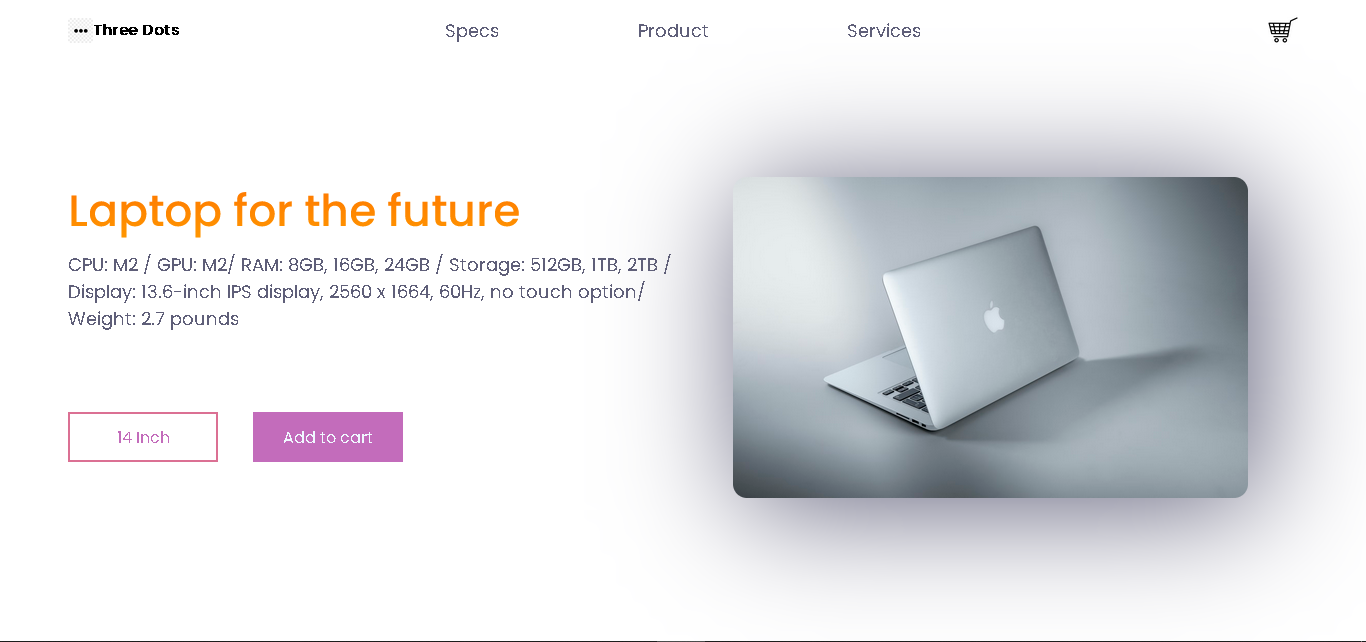 Three Dots
Specs
Product
Services
Laptop for the future
CPU: M2 / GPU: M2/ RAM: 8GB, 16GB, 24GB / Storage: 512GB, 1TB, 2TB /
Display: 13.6-inch IPS display, 2560 x 1664, 60Hz, no touch option/
Weight: 2.7 pounds
14 Inch
Add to cart